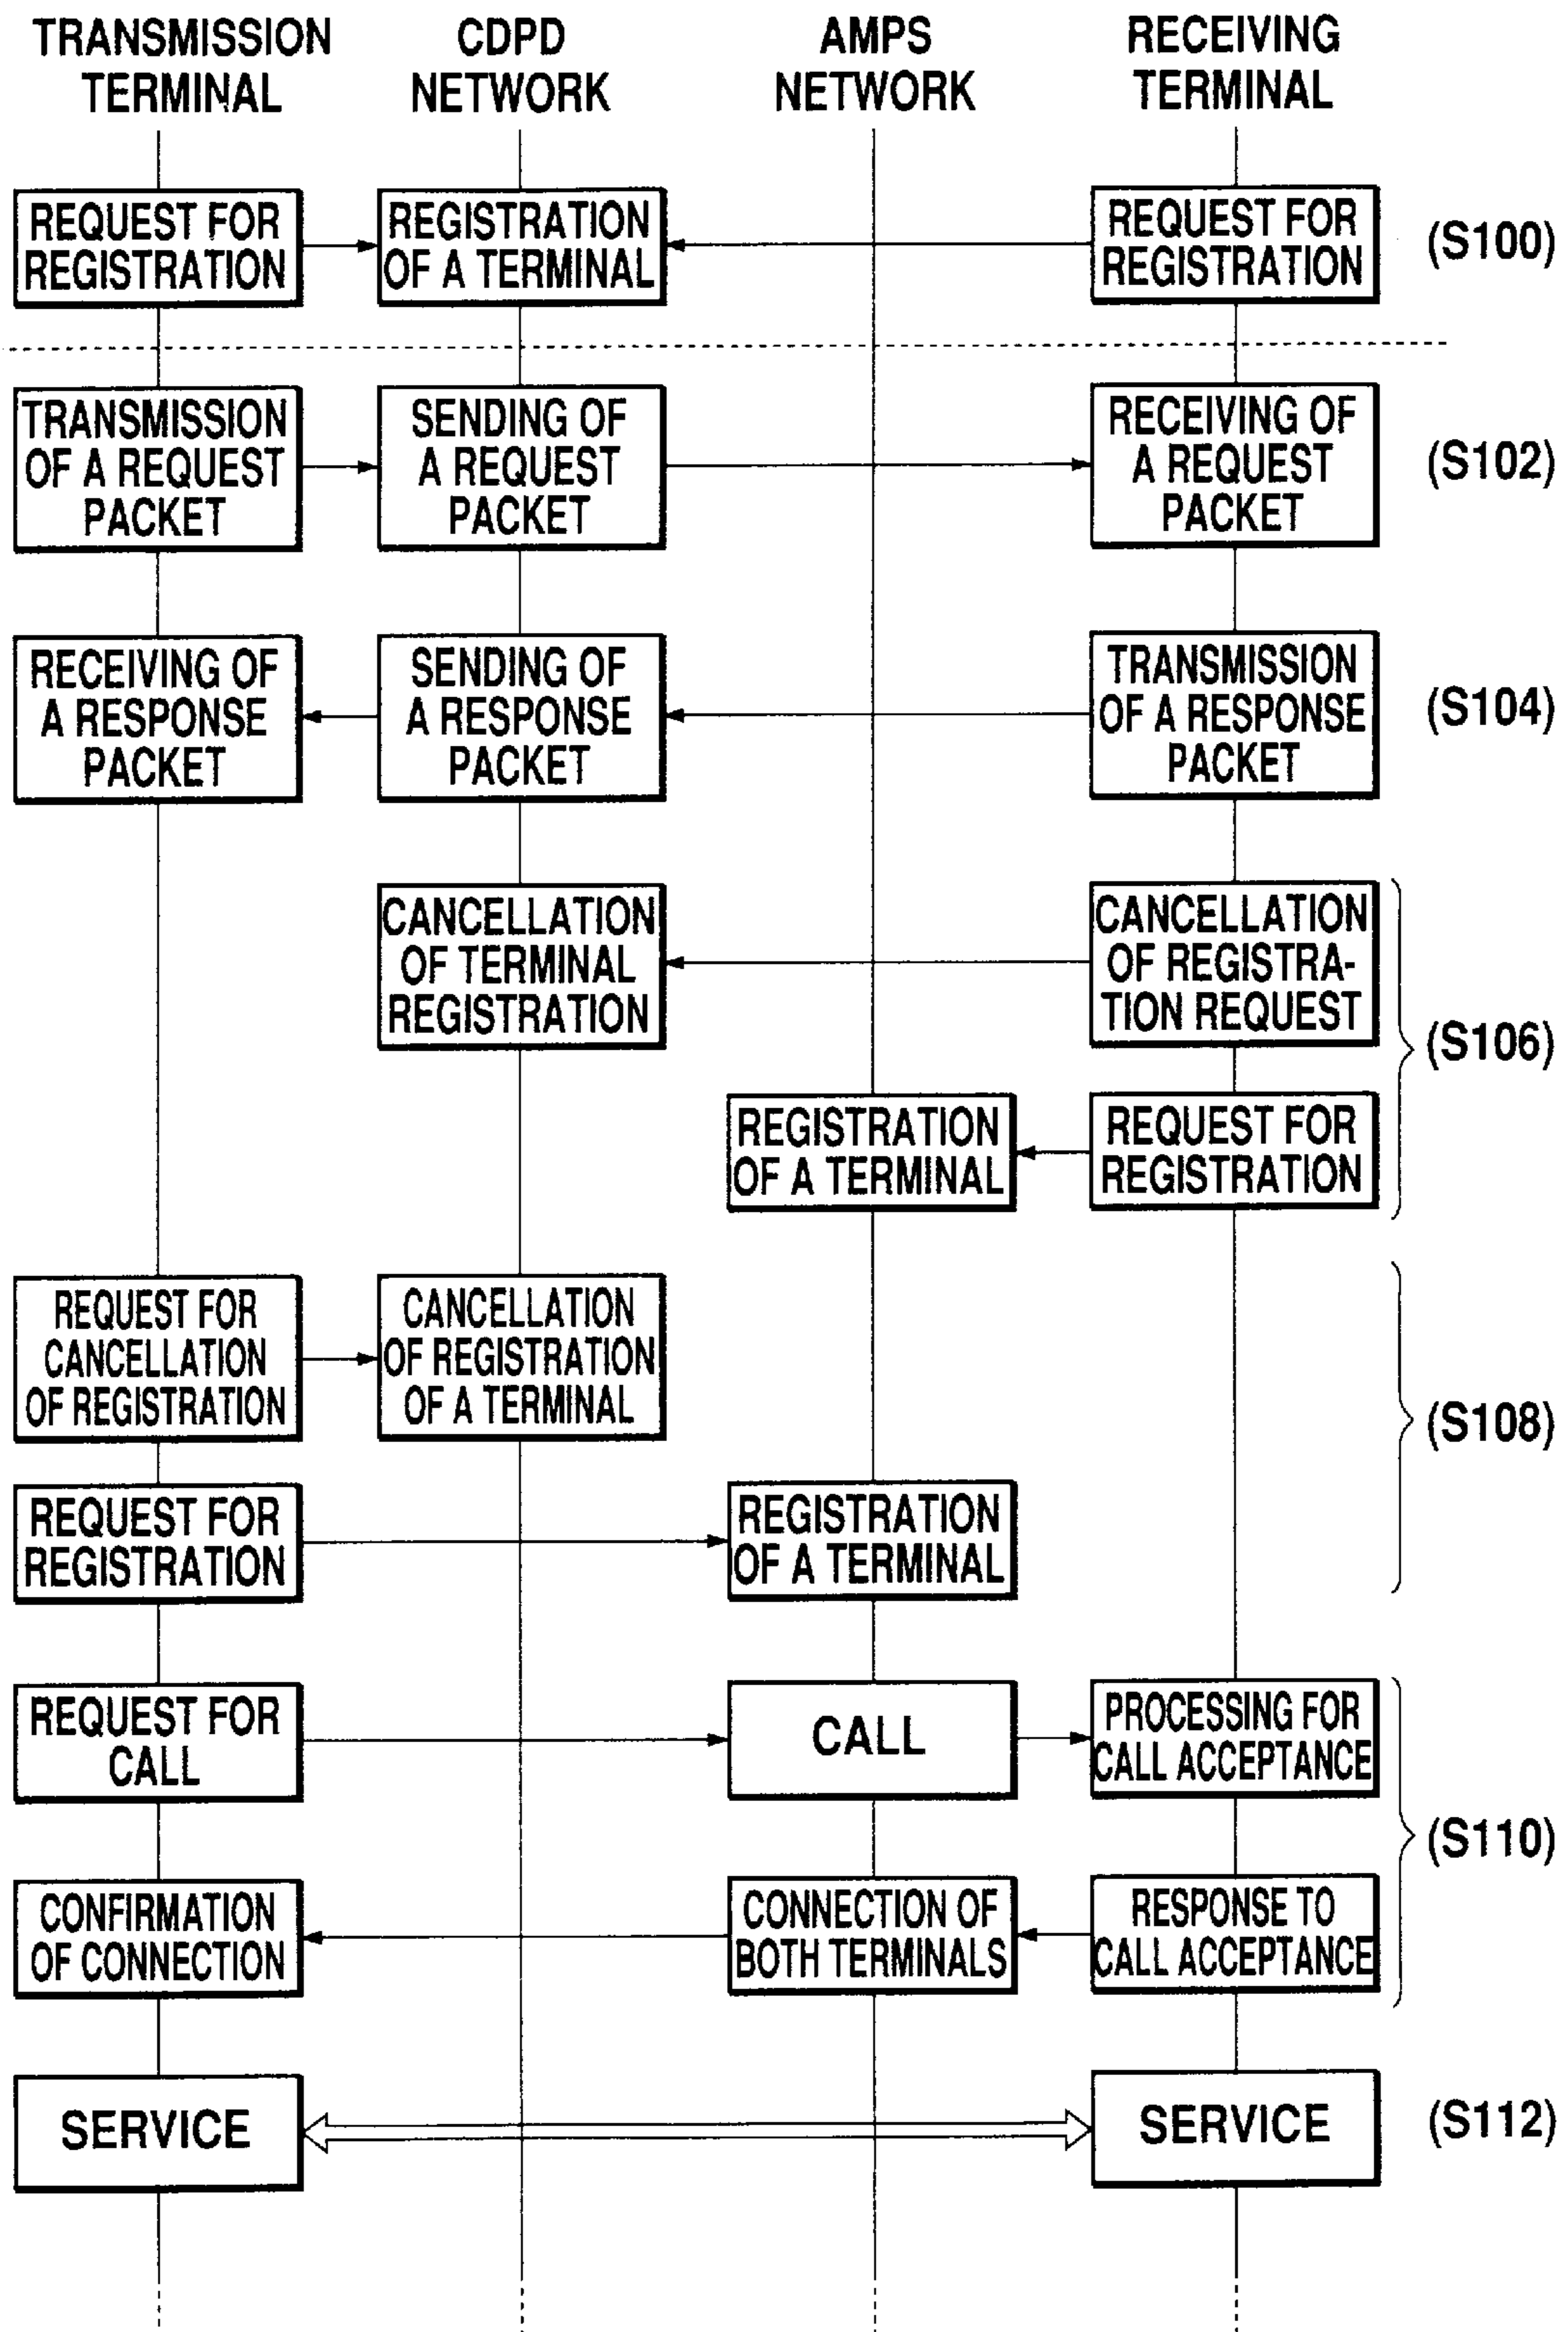 TRANSMISSION
TERMINAL
CDPD
NETWORK
AMPS
NETWORK
RECEIVING
TERMINAL
REQUEST FOR
REGISTRATION
REGISTRATION
OF A TERMINAL
REQUEST FOR
REGISTRATION
(S100)
TRANSMISSION
OF A REQUEST
PACKET
SENDING OF
A REQUEST
PACKET
RECEIVING OF
A REQUEST
PACKET
(S102)
RECEIVING OF
A RESPONSE
PACKET
SENDING OF
A RESPONSE
PACKET
TRANSMISSION
OF A RESPONSE
PACKET
(S104)
CANCELLATION
OF TERMINAL
REGISTRATION
CANCELLATION
OF REGISTRA-
TION REQUEST
(S106)
REGISTRATION
OF A TERMINAL
REQUEST FOR
REGISTRATION
REQUEST FOR
CANCELLATION
OF REGISTRATION
CANCELLATION
OF REGISTRATION
OF A TERMINAL
(S108)
REQUEST FOR
REGISTRATION
REGISTRATION
OF A TERMINAL
REQUEST FOR
CALL
CALL
PROCESSING FOR
CALL ACCEPTANCE
(S110)
CONFIRMATION
OF CONNECTION
CONNECTION OF
BOTH TERMINALS
RESPONSE TO
CALL ACCEPTANCE
SERVICE
SERVICE
(S112)